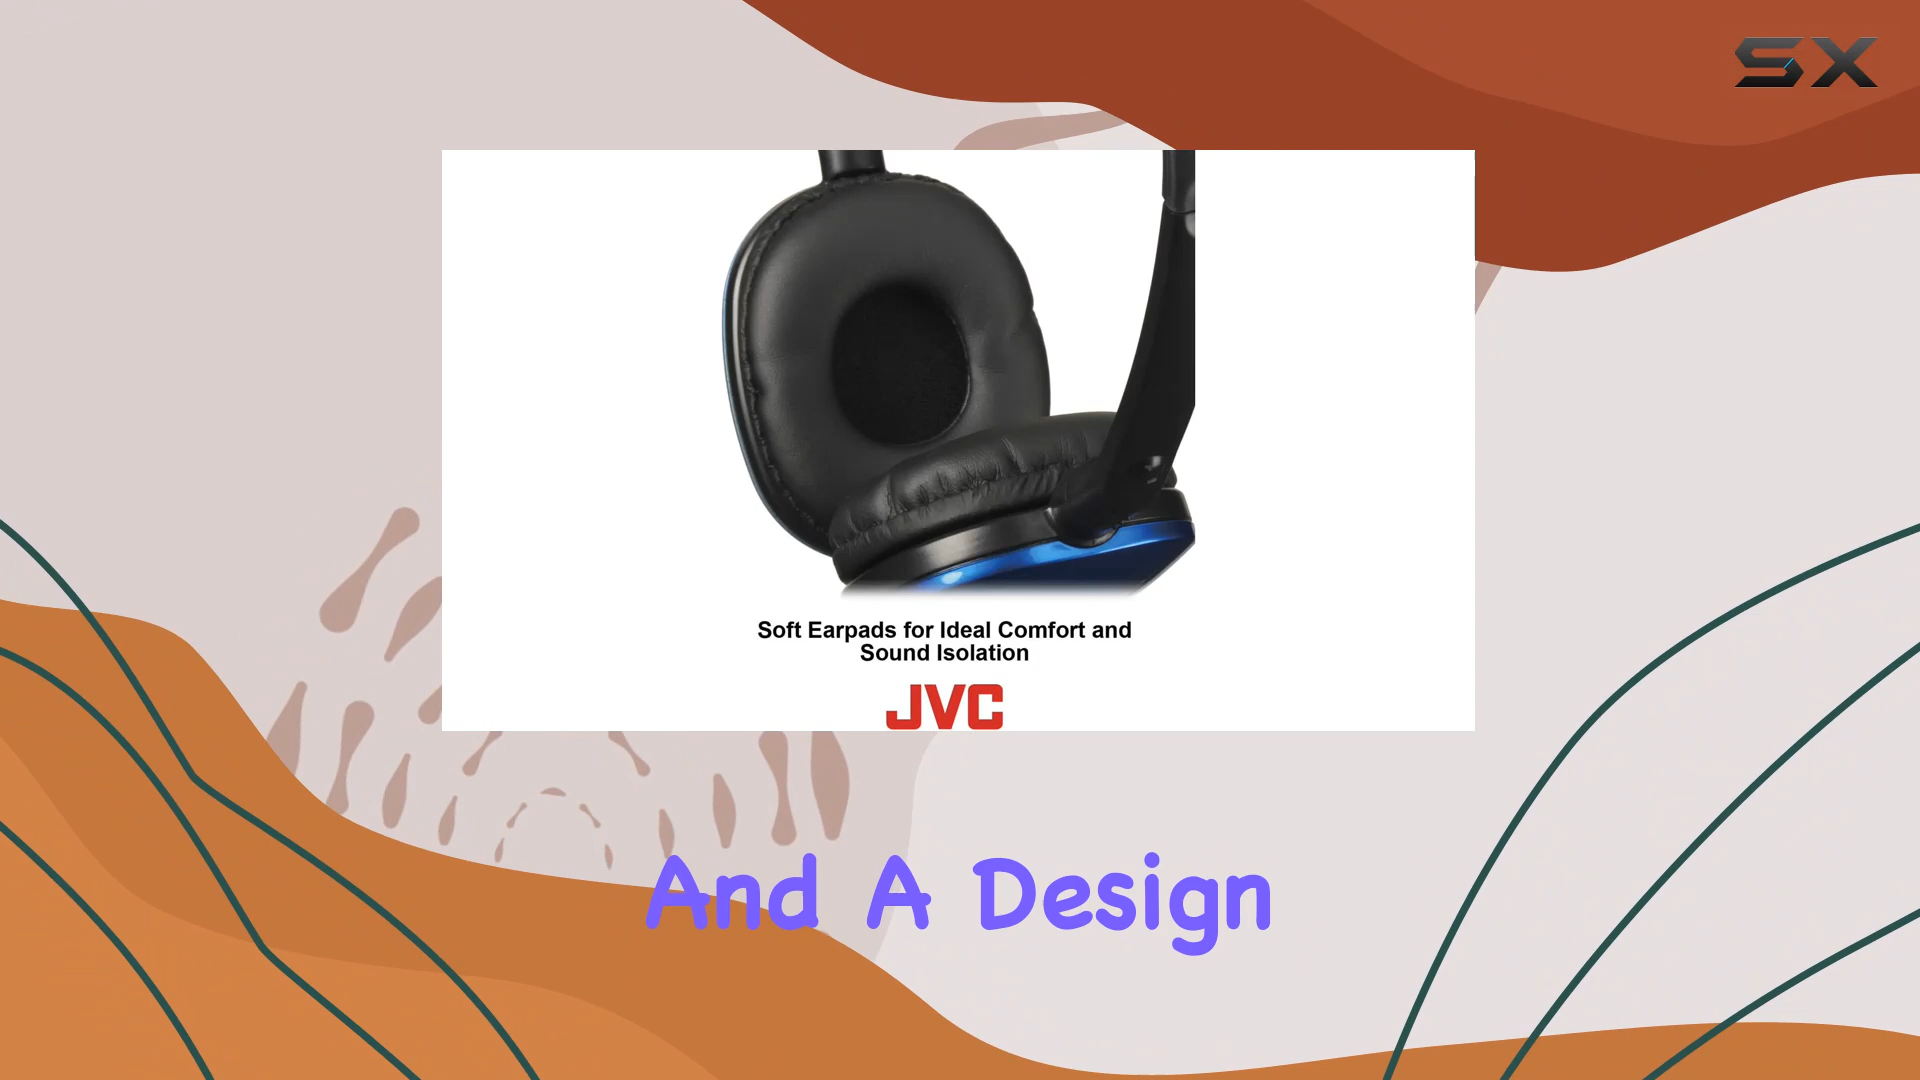 SX
Soft Earpads for Ideal Comfort and
Sound Isolation
JVC
And A Design